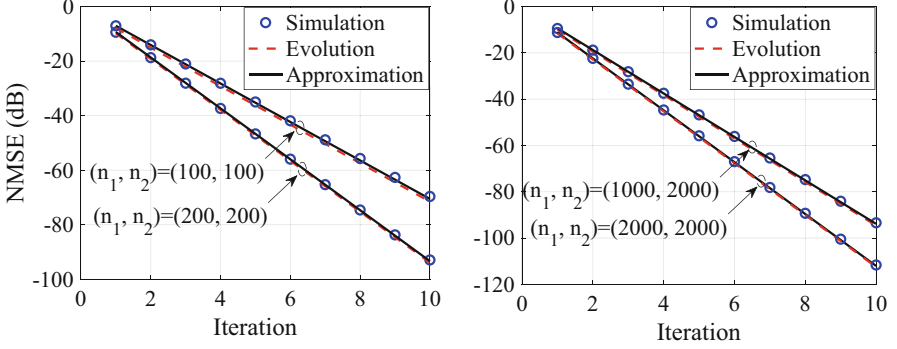 0
-20
-40
-60
-80
-100
NMSE (dB)
0 2 4 6 8 10
Iteration
Simulation
Evolution
Approximation
(n1, n2)=(100, 100)
(n1, n2)=(200, 200)
0
-20
-40
-60
-80
-100
-120
0 2 4 6 8 10
Iteration
Simulation
Evolution
Approximation
(n1, n2)=(1000, 2000)
(n1, n2)=(2000, 2000)